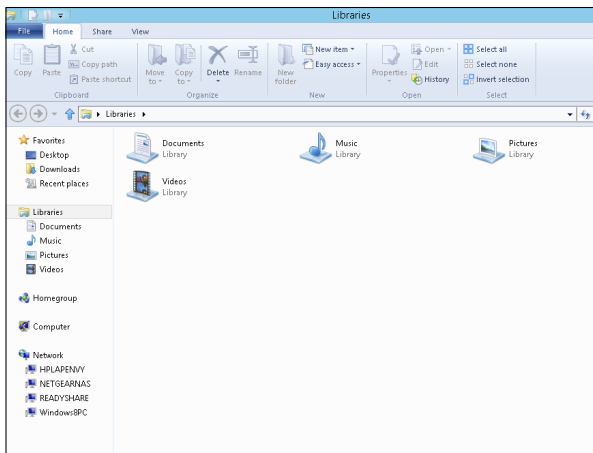 Libraries
File Home Share View
Copy
Paste
Cut
Copy path
Paste shortcut
Clipboard
Move to
Copy to
Delete
Rename
Organize
New folder
New item
Easy access
New
Properties
Open
Edit
History
Open
Select all
Select none
Invert selection
Select
Libraries
Favorites
Desktop
Downloads
Recent places
Libraries
Documents
Music
Pictures
Videos
Homegroup
Computer
Network
HPLAPENVY
NETGEARNAS
READYSHARE
Windows8PC
Documents
Library
Music
Library
Pictures
Library
Videos
Library